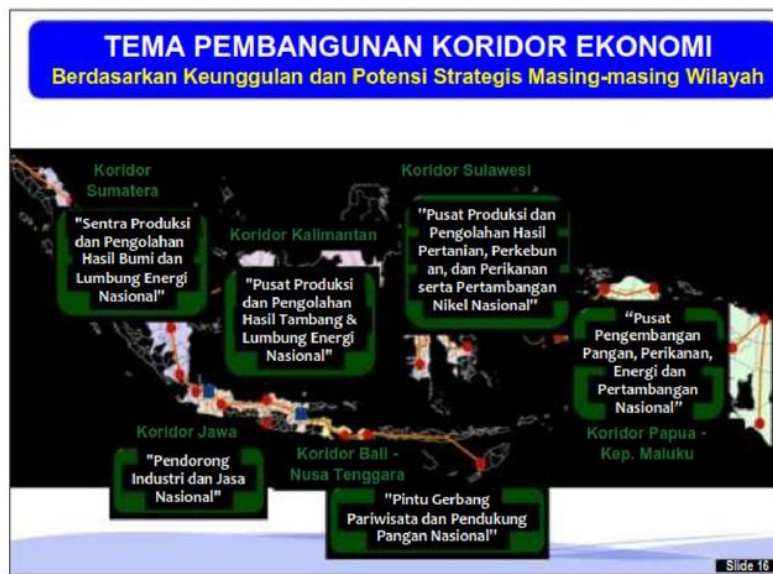 TEMA PEMBANGUNAN KORIDOR EKONOMI
Berdasarkan Keunggulan dan Potensi Strategis Masing-masing Wilayah
Koridor
Sumatera
"Sentra Produksi
dan Pengolahan
Hasil Bumi dan
Lumbung Energi
Nasional"
Koridor Kalimantan
"Pusat Produksi
dan Pengolahan
Hasil Tambang &
Lumbung Energi
Nasional"
Koridor Sulawesi
"Pusat Produksi dan
Pengolahan Hasil
Pertanian, Perkebun
an, dan Perikanan
serta Pertambangan
Nikel Nasional"
"Pusat
Pengembangan
Pangan, Perikanan,
Energi dan
Pertambangan
Nasional"
Koridor Papua -
Kep. Maluku
Koridor Jawa
"Pendorong
Industri dan Jasa
Nasional"
Koridor Bali -
Nusa Tenggara
"Pintu Gerbang
Pariwisata dan Pendukung
Pangan Nasional"
Slide 16